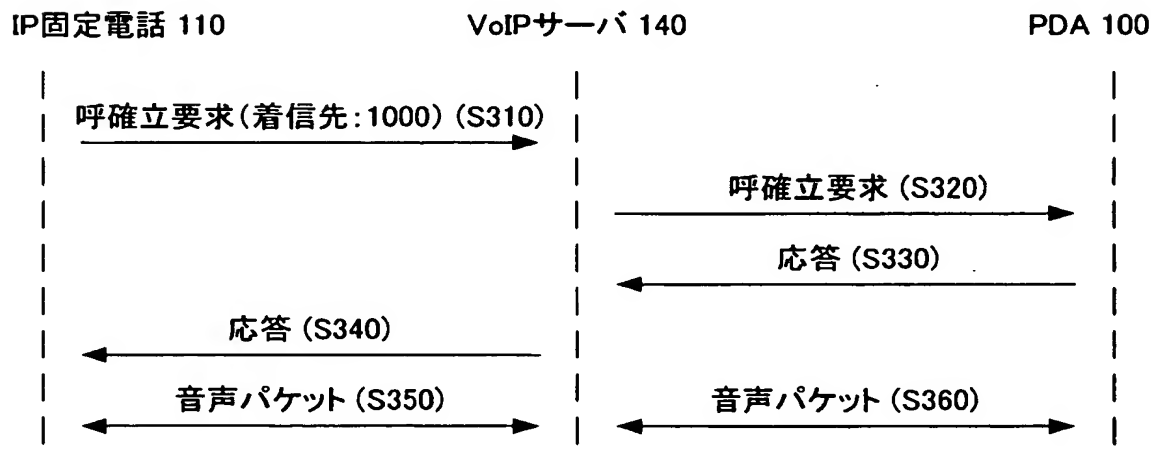 IP固定電話 110
VoIPサーバ 140
PDA 100
呼確立要求(着信先:1000) (S310)
呼確立要求 (S320)
応答 (S330)
応答 (S340)
音声パケット (S350)
音声パケット (S360)